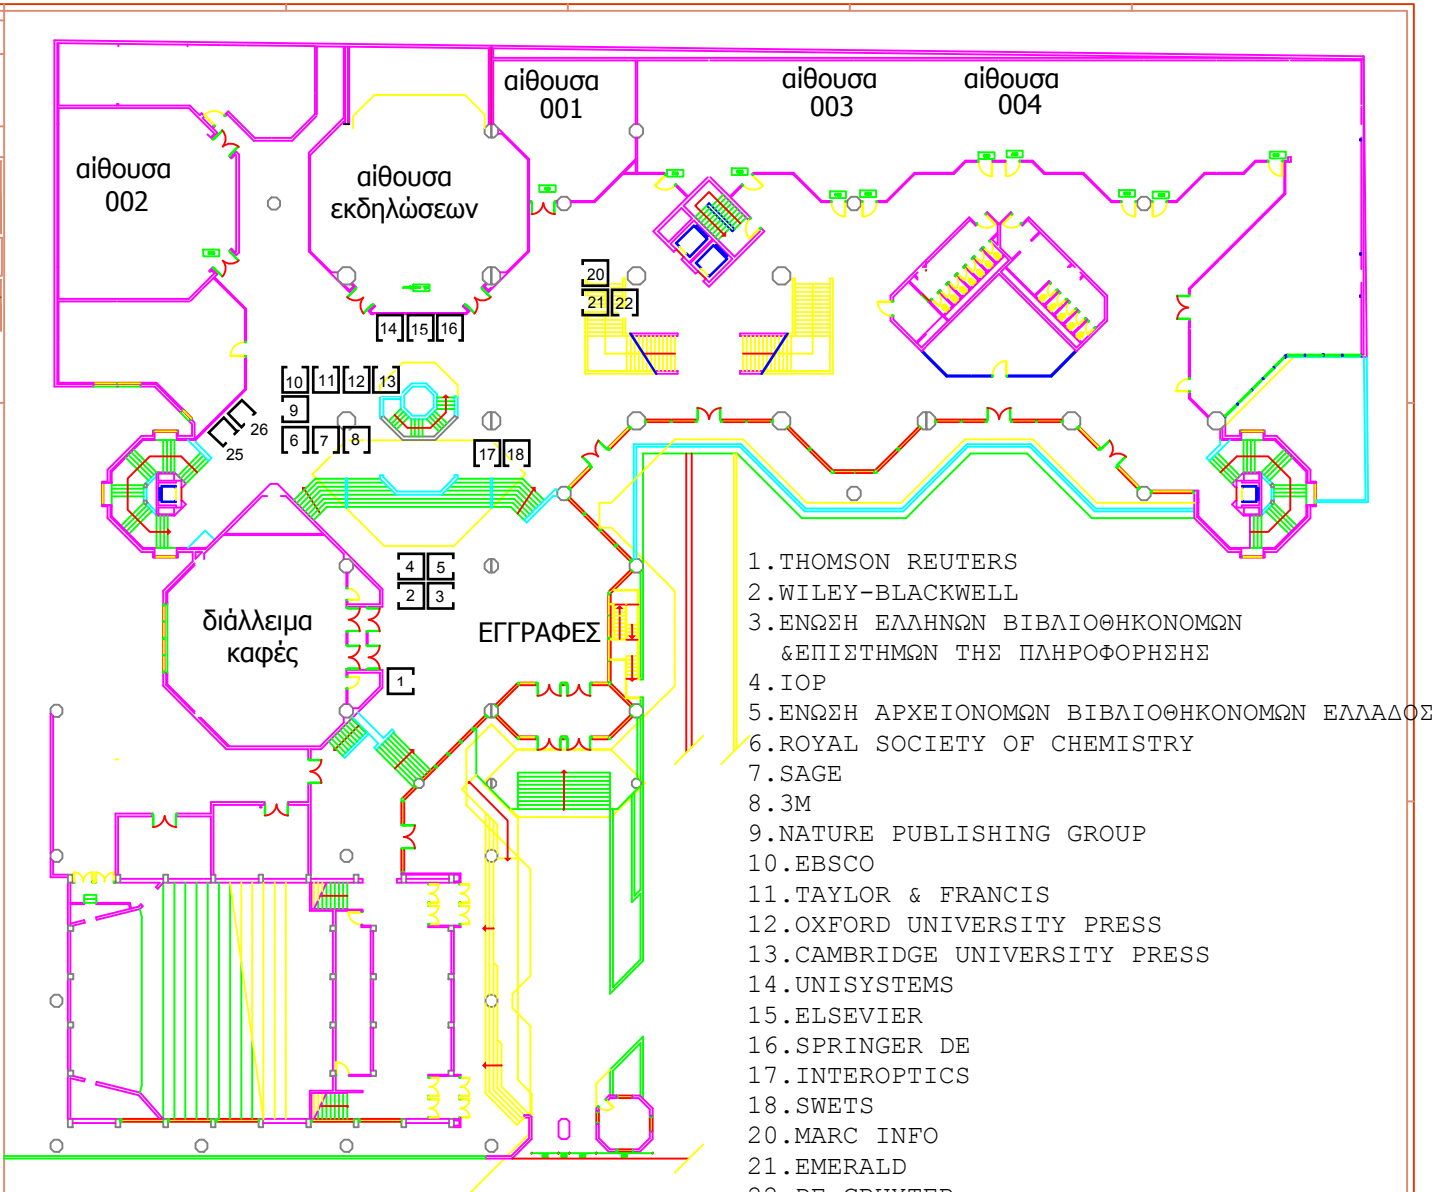 αίθουσα
001
αίθουσα
003
αίθουσα
004
αίθουσα
002
αίθουσα
εκδηλώσεων
20
21 22
14 15 16
10 11 12 13
9
6 7 8
26
25
17 18
4 5
2 3
διάλλειμα
καφές
ΕΓΓΡΑΦΕΣ
1
1.THOMSON REUTERS
2.WILEY-BLACKWELL
3.ΕΝΩΣΗ ΕΛΛΗΝΩΝ ΒΙΒΛΙΟΘΗΚΟΝΟΜΩΝ
&ΕΠΙΣΤΗΜΩΝ ΤΗΣ ΠΛΗΡΟΦΟΡΗΣΗΣ
4.IOP
5.ΕΝΩΣΗ ΑΡΧΕΙΟΝΟΜΩΝ ΒΙΒΛΙΟΘΗΚΟΝΟΜΩΝ ΕΛΛΑΔΟΣ
6.ROYAL SOCIETY OF CHEMISTRY
7.SAGE
8.3M
9.NATURE PUBLISHING GROUP
10.EBSCO
11.TAYLOR & FRANCIS
12.OXFORD UNIVERSITY PRESS
13.CAMBRIDGE UNIVERSITY PRESS
14.UNISYSTEMS
15.ELSEVIER
16.SPRINGER DE
17.INTEROPTICS
18.SWETS
20.MARC INFO
21.EMERALD